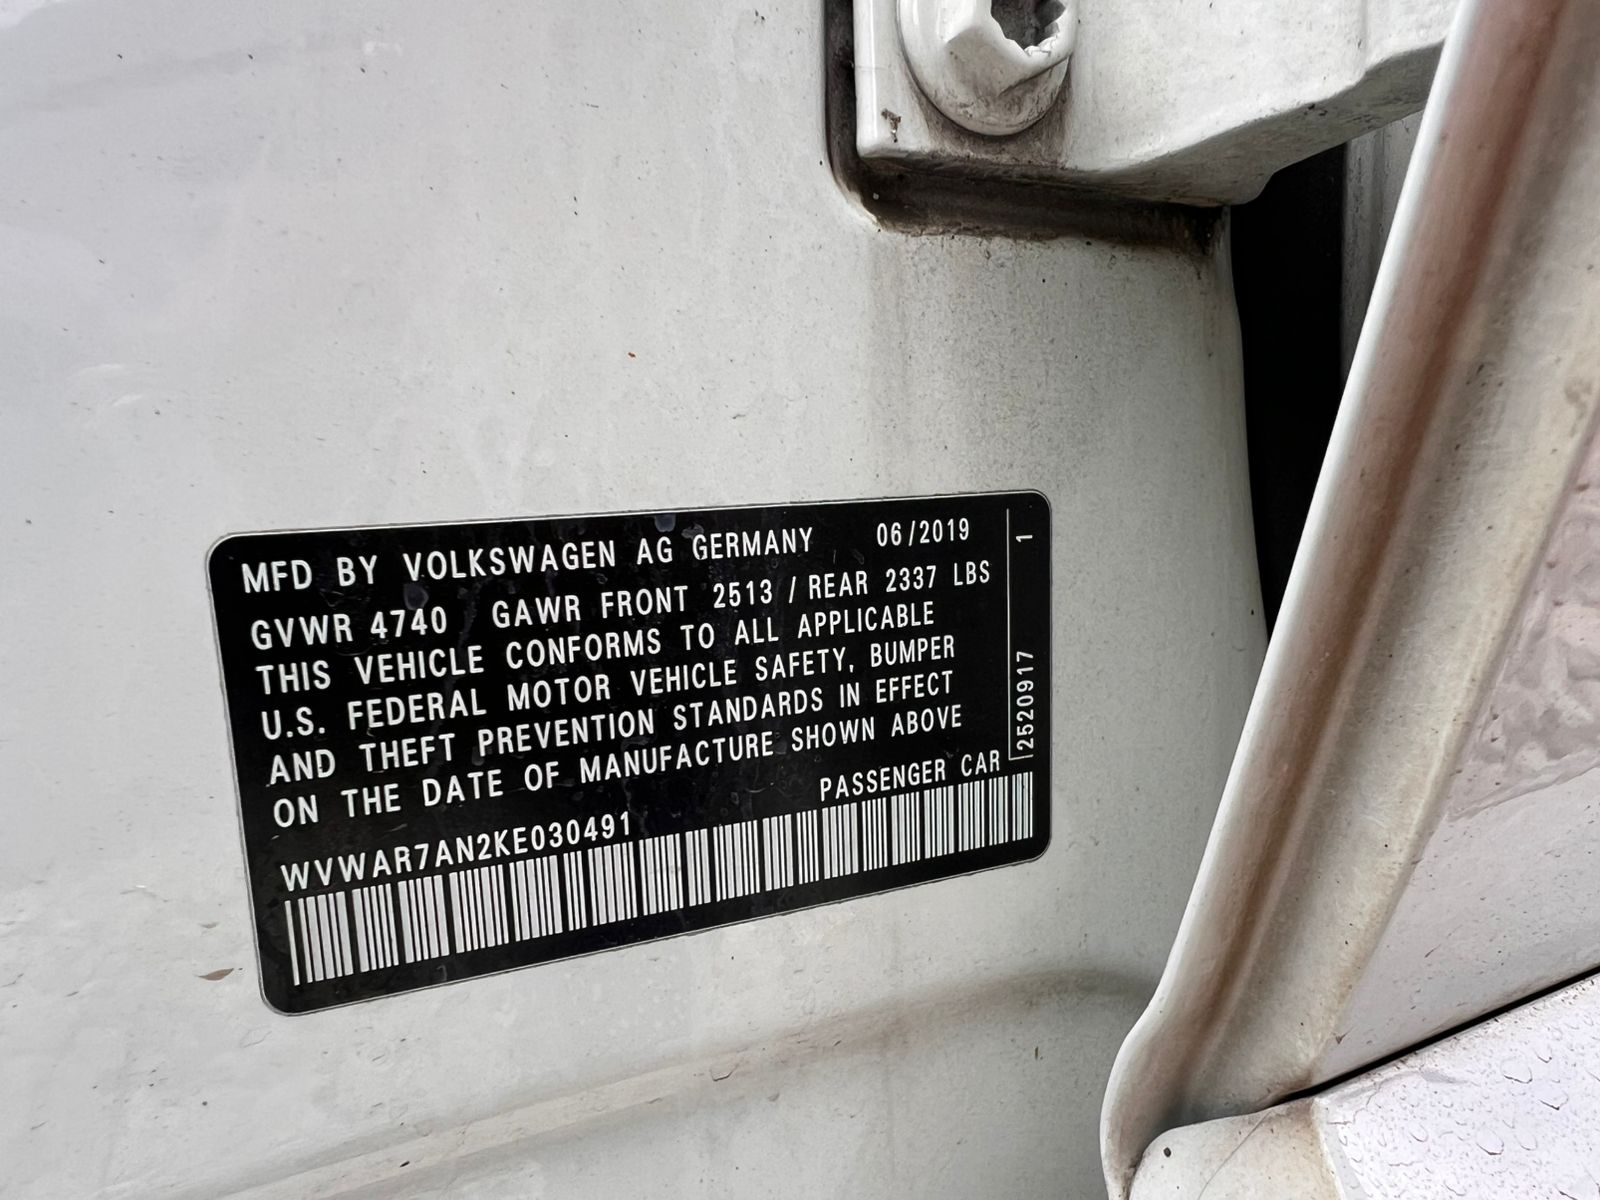 MFD BY VOLKSWAGEN AG GERMANY 06/2019
GVWR 4740 GAWR FRONT 2513 / REAR 2337 LBS
THIS VEHICLE CONFORMS TO ALL APPLICABLE
U.S. FEDERAL MOTOR VEHICLE SAFETY, BUMPER
AND THEFT PREVENTION STANDARDS IN EFFECT
ON THE DATE OF MANUFACTURE SHOWN ABOVE
PASSENGER CAR
WVWAR7AN2KE030491
2520917 1